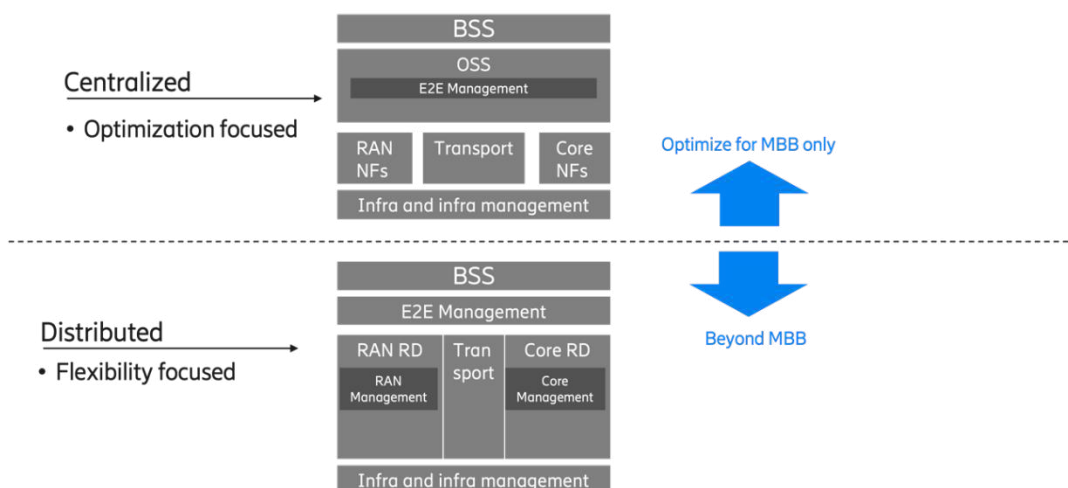 BSS
OSS
E2E Management
Centralized
• Optimization focused
RAN
NFs
Transport
Core
NFs
Infra and infra management
Optimize for MBB only
BSS
E2E Management
Distributed
• Flexibility focused
RAN RD
RAN
Management
Tran
sport
Core RD
Core
Management
Infra and infra management
Beyond MBB